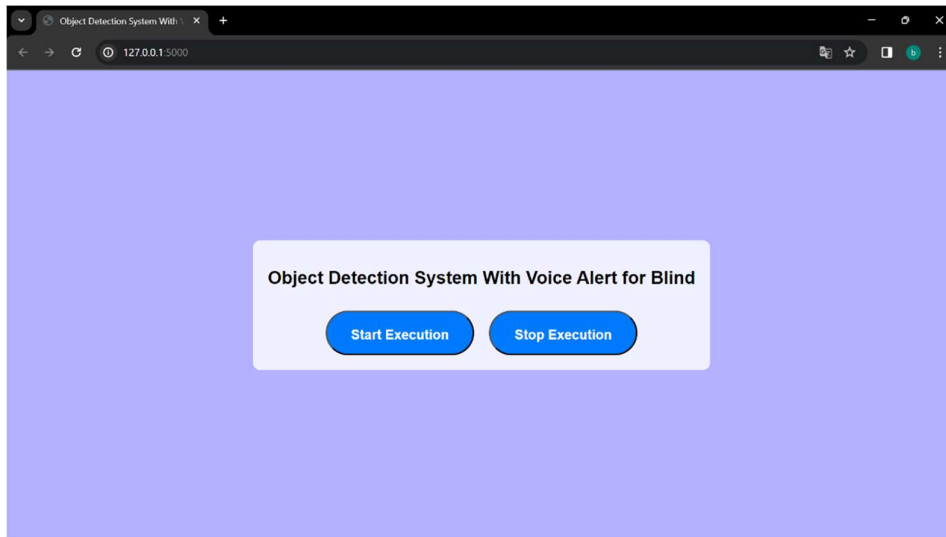 Object Detection System With
127.0.0.1:5000
b
Object Detection System With Voice Alert for Blind
Start Execution
Stop Execution